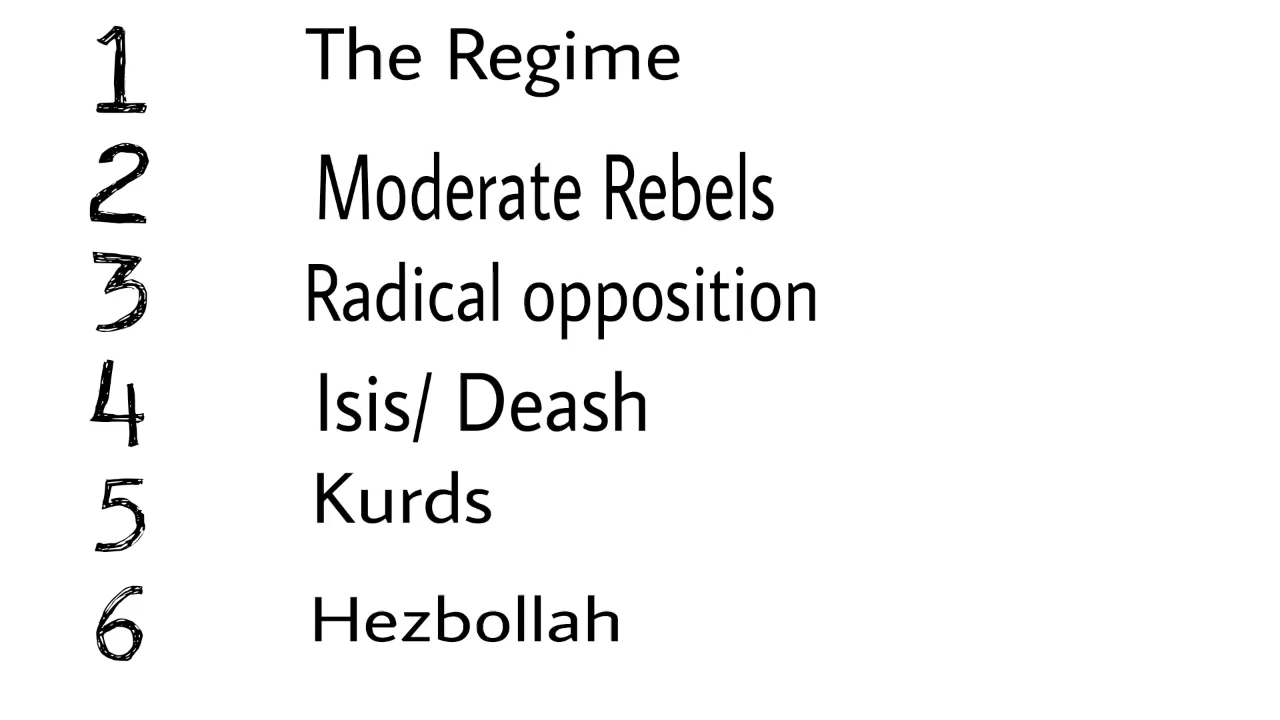 1 The Regime
2 Moderate Rebels
3 Radical opposition
4 Isis/ Deash
5 Kurds
6 Hezbollah